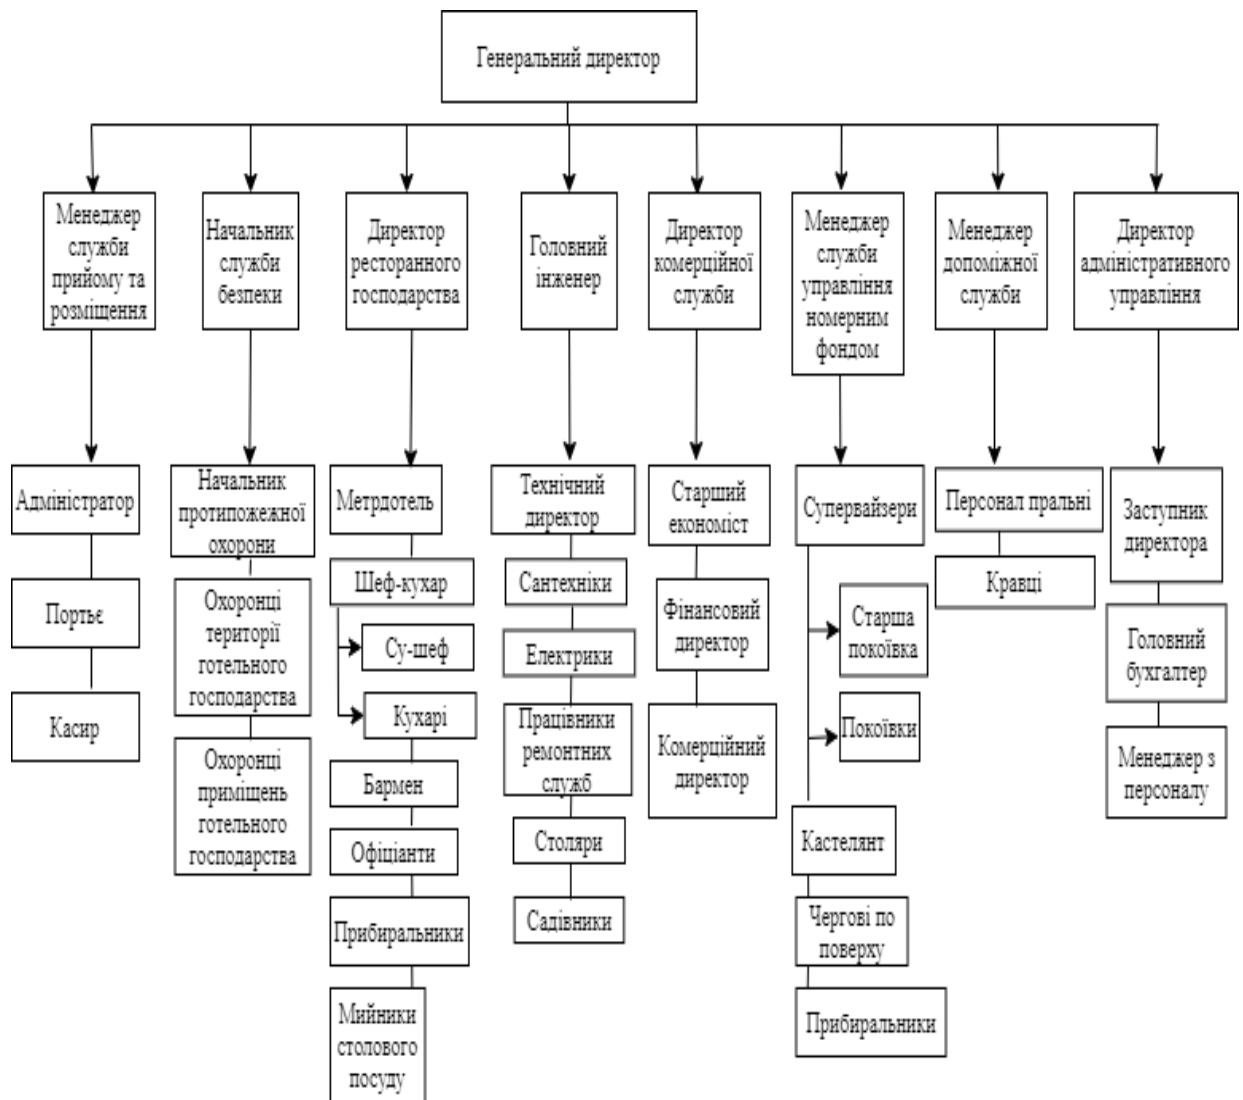 Генеральний директор
Менеджер
служби
прийому та
розміщення
Начальник
служби
безпеки
Директор
ресторанного
господарства
Головний
інженер
Директор
комерційної
служби
Менеджер
служби
управління
номерним
фондом
Менеджер
допоміжної
служби
Директор
адміністративного
управління
Адміністратор
Портьє
Касир
Начальник
протипожежної
охорони
Охоронці
території
готельного
господарства
Охоронці
приміщень
готельного
господарства
Метрдотель
Шеф-кухар
Су-шеф
Кухарі
Бармен
Офіціанти
Прибиральники
Мийники
столового
посуду
Технічний
директор
Сантехніки
Електрики
Працівники
ремонтних
служб
Столяри
Садівники
Старший
економіст
Фінансовий
директор
Комерційний
директор
Супервайзери
Старша
покоївка
Покоївки
Кастелянт
Чергові по
поверху
Прибиральники
Персонал пральні
Кравці
Заступник
директора
Головний
бухгалтер
Менеджер з
персоналу